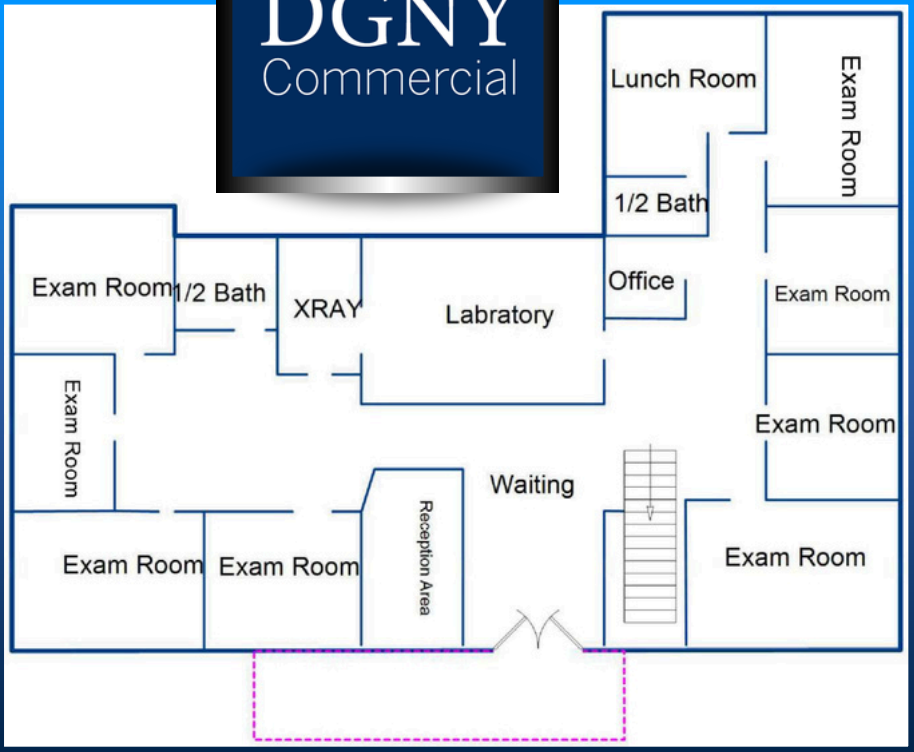 DGNY
Commercial
Lunch Room
Exam Room
1/2 Bath
Exam Room
1/2 Bath
XRAY
Labratory
Office
Exam Room
Exam Room
Exam Room
Waiting
Reception Area
Exam Room
Exam Room
Exam Room